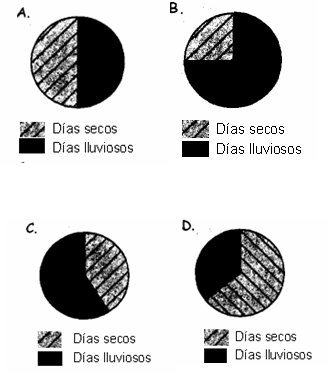 A.
Días secos
Días lluviosos
B.
Días secos
Días lluviosos
C.
Días secos
Días lluviosos
D.
Días secos
Días lluviosos